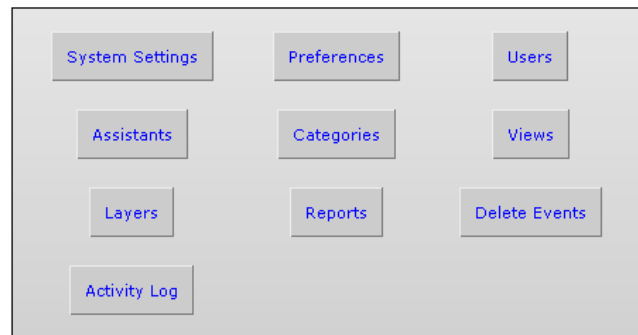 System Settings
Preferences
Users
Assistants
Categories
Views
Layers
Reports
Delete Events
Activity Log